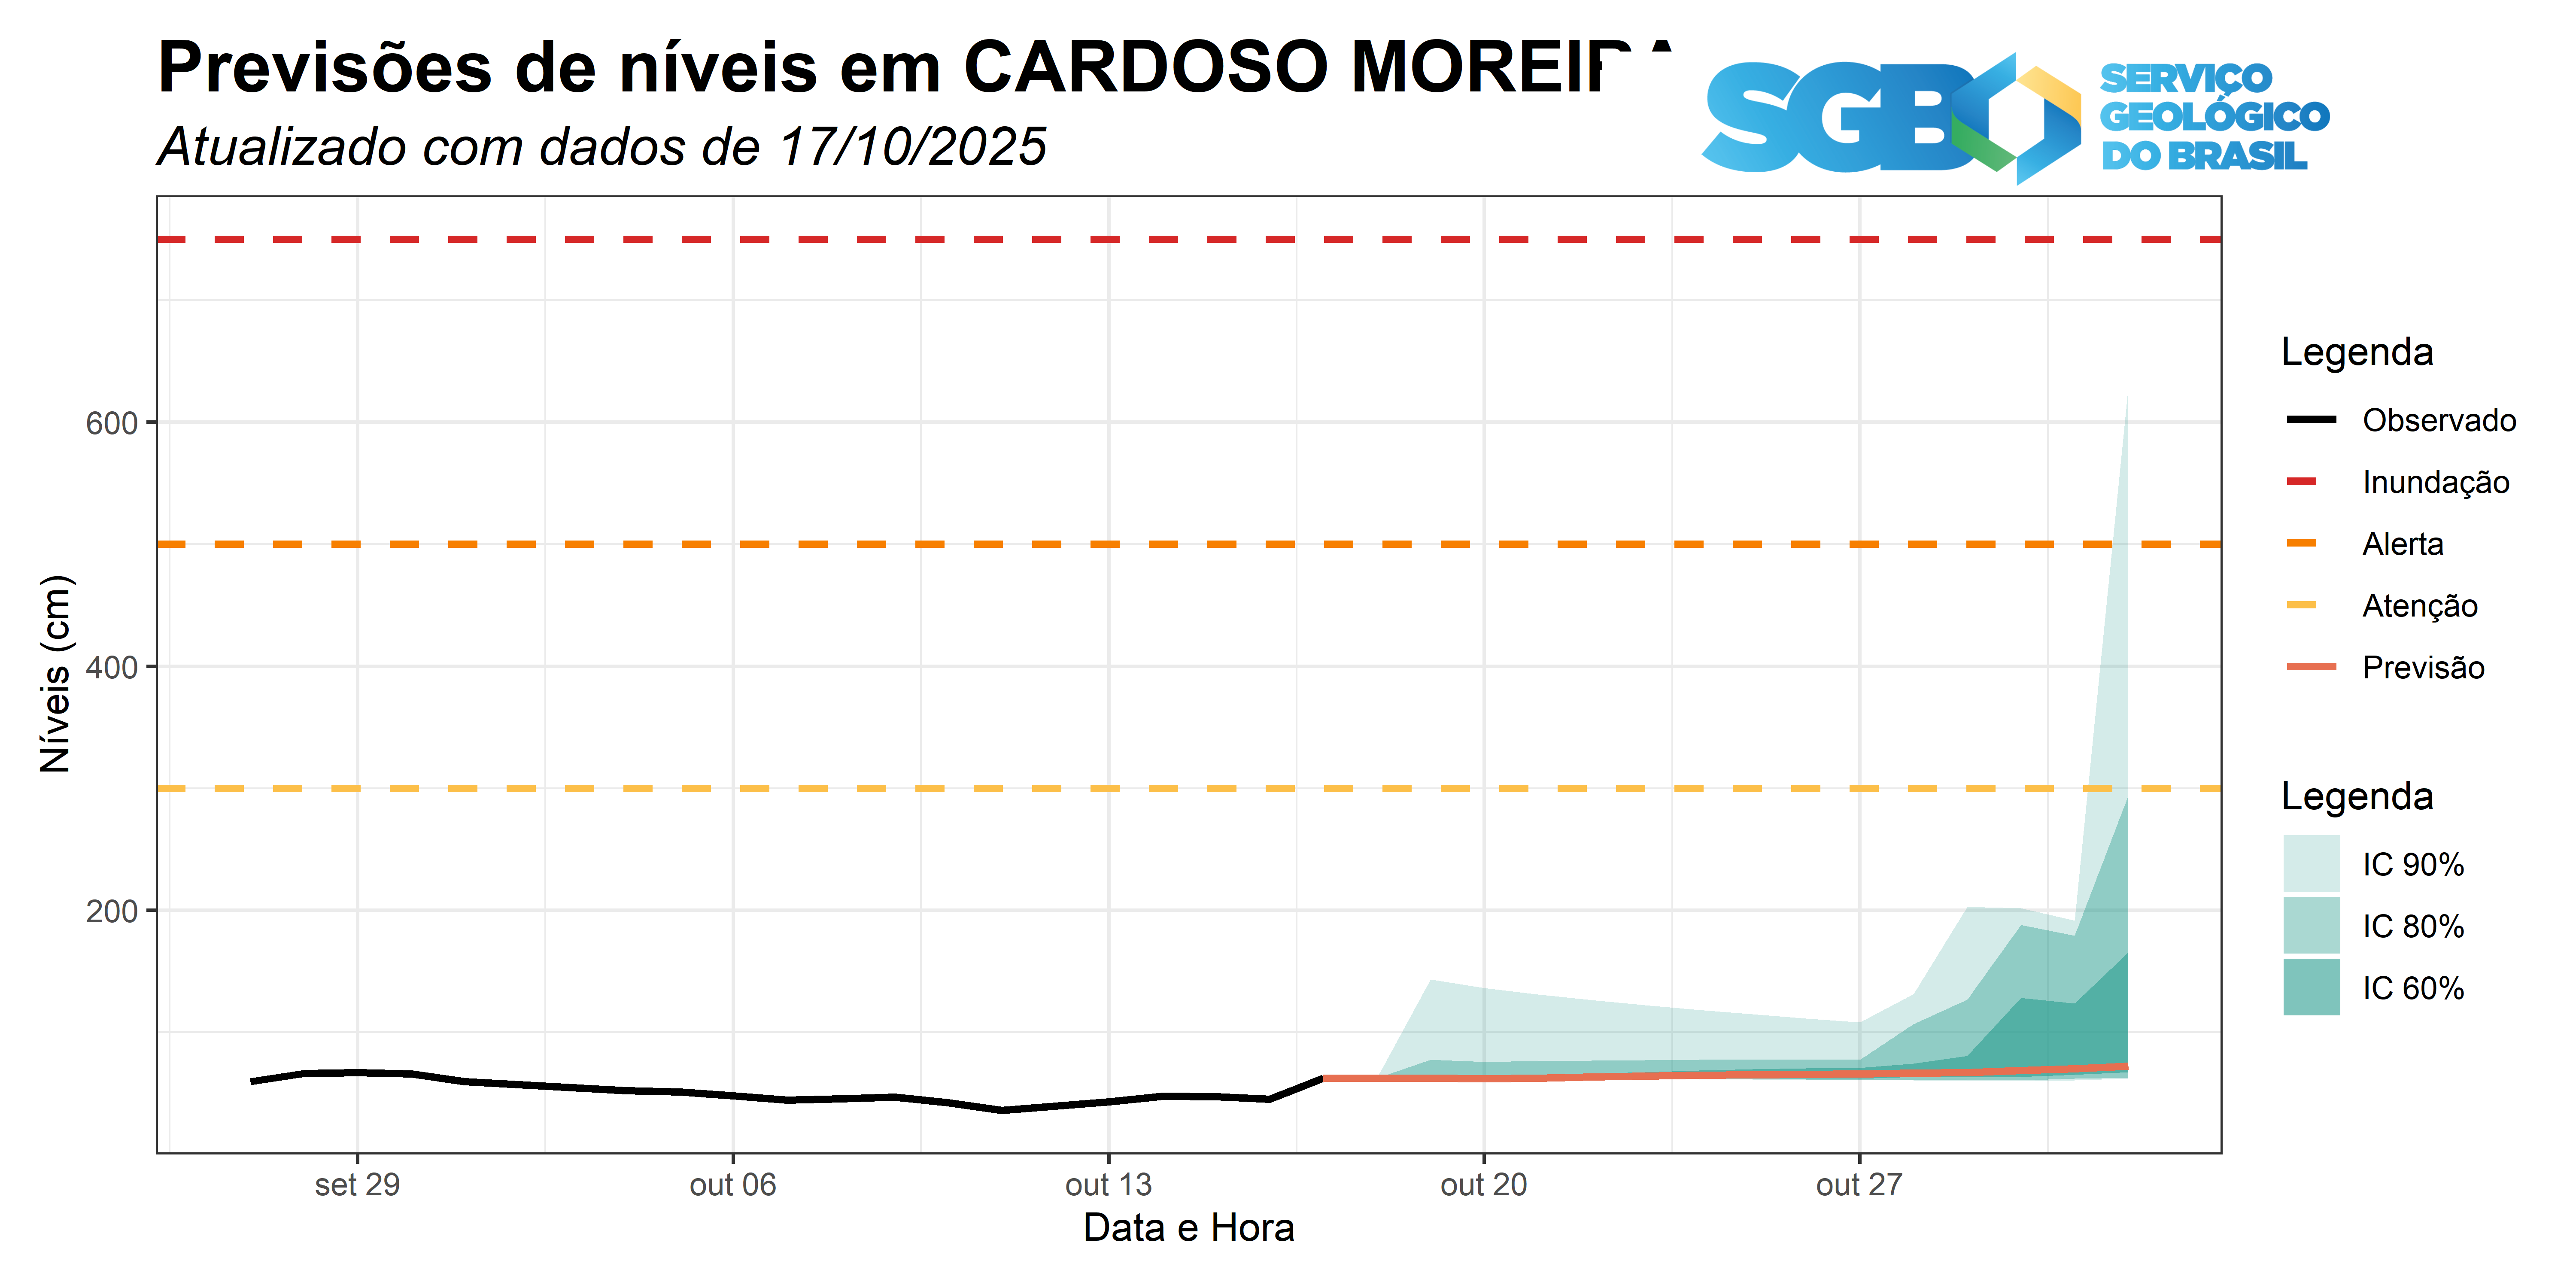 Previsões de níveis em CARDOSO MOREIRA
Atualizado com dados de 17/10/2025
SGB
SERVIÇO
GEOLÓGICO
DO BRASIL
Níveis (cm)
600
400
200
set 29
out 06
out 13
out 20
out 27
Data e Hora
Legenda
Observado
Inundação
Alerta
Atenção
Previsão
Legenda
IC 90%
IC 80%
IC 60%